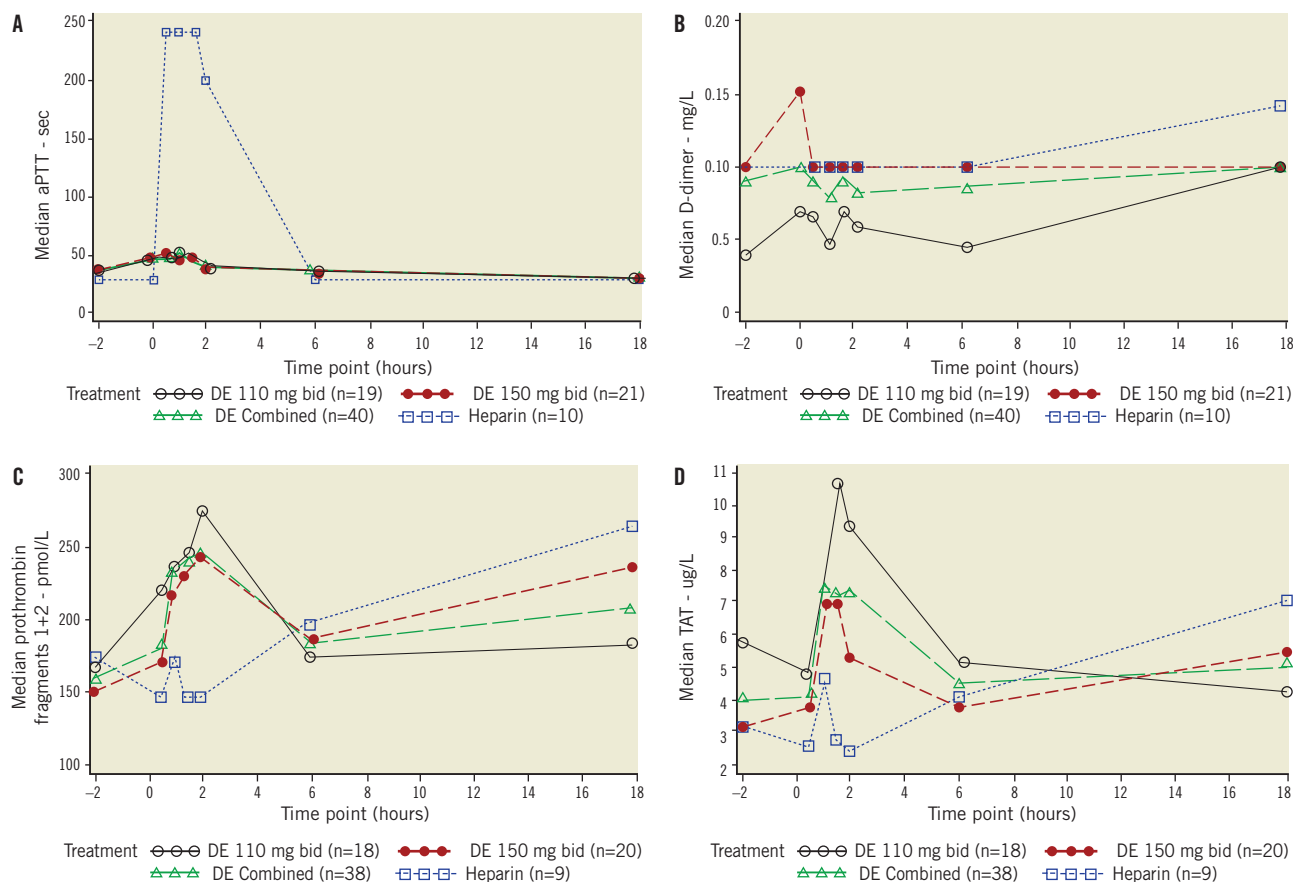 A
Median aPTT - sec
250
200
150
100
50
0
–2 0 2 4 6 8 10 12 14 16 18
Time point (hours)
Treatment DE 110 mg bid (n=19) DE 150 mg bid (n=21)
DE Combined (n=40) Heparin (n=10)
B
Median D-dimer - mg/L
0.20
0.15
0.10
0.5
0
–2 0 2 4 6 8 10 12 14 16 18
Time point (hours)
Treatment DE 110 mg bid (n=19) DE 150 mg bid (n=21)
DE Combined (n=40) Heparin (n=10)
C
Median prothrombin
fragments 1+2 - pmol/L
300
250
200
150
100
–2 0 2 4 6 8 10 12 14 16 18
Time point (hours)
Treatment DE 110 mg bid (n=18) DE 150 mg bid (n=20)
DE Combined (n=38) Heparin (n=9)
D
Median TAT - ug/L
11
10
9
8
7
6
5
4
3
2
–2 0 2 4 6 8 10 12 14 16 18
Time point (hours)
Treatment DE 110 mg bid (n=18) DE 150 mg bid (n=20)
DE Combined (n=38) Heparin (n=9)